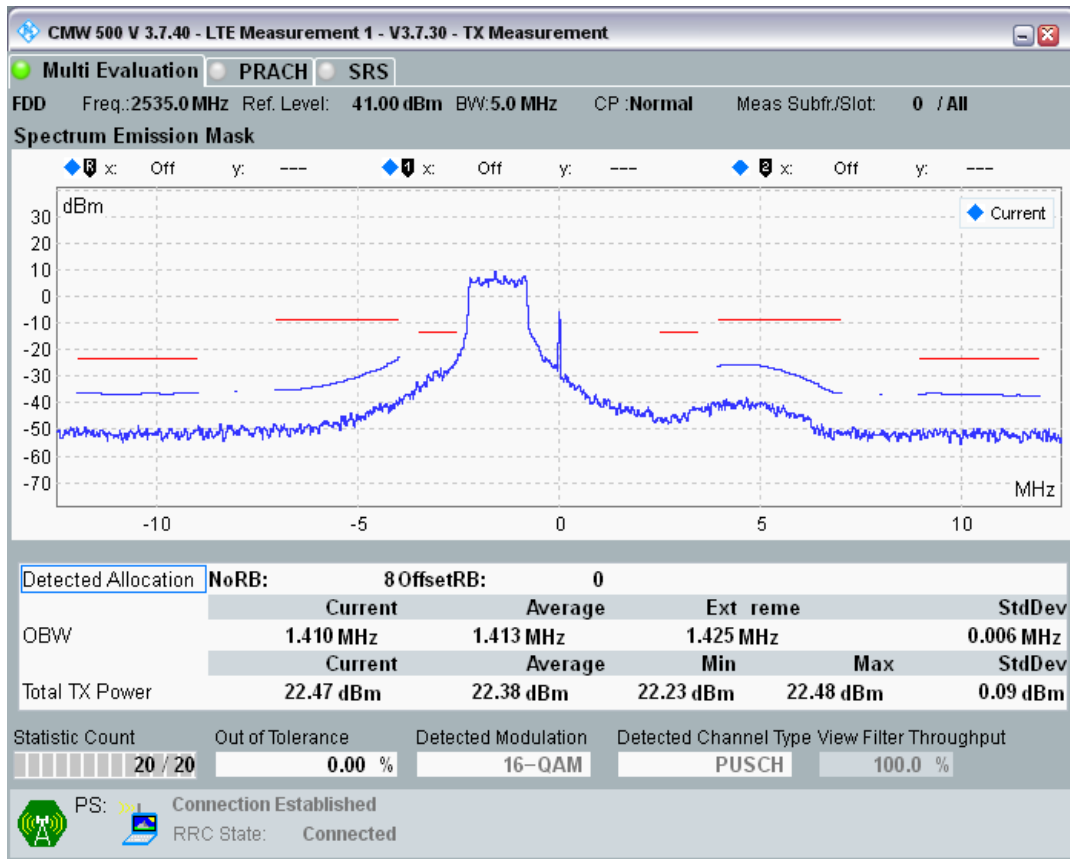 CMW 500 V 3.7.40 - LTE Measurement 1 - V3.7.30 - TX Measurement
Multi Evaluation PRACH SRS
FDD Freq.:2535.0 MHz Ref. Level: 41.00 dBm BW:5.0 MHz CP :Normal Meas Subfr./Slot: 0 / All
Spectrum Emission Mask
R x: Off y: --- 1 x: Off y: --- 2 x: Off y: ---
dBm
Current
30
20
10
0
-10
-20
-30
-40
-50
-60
-70
MHz
-10 -5 0 5 10
Detected Allocation NoRB: 8 OffsetRB: 0
Current Average Ext reme StdDev
OBW 1.410 MHz 1.413 MHz 1.425 MHz 0.006 MHz
Current Average Min Max StdDev
Total TX Power 22.47 dBm 22.38 dBm 22.23 dBm 22.48 dBm 0.09 dBm
Statistic Count Out of Tolerance Detected Modulation Detected Channel Type View Filter Throughput
20 / 20 0.00 % 16-QAM PUSCH 100.0 %
PS: Connection Established
RRC State: Connected